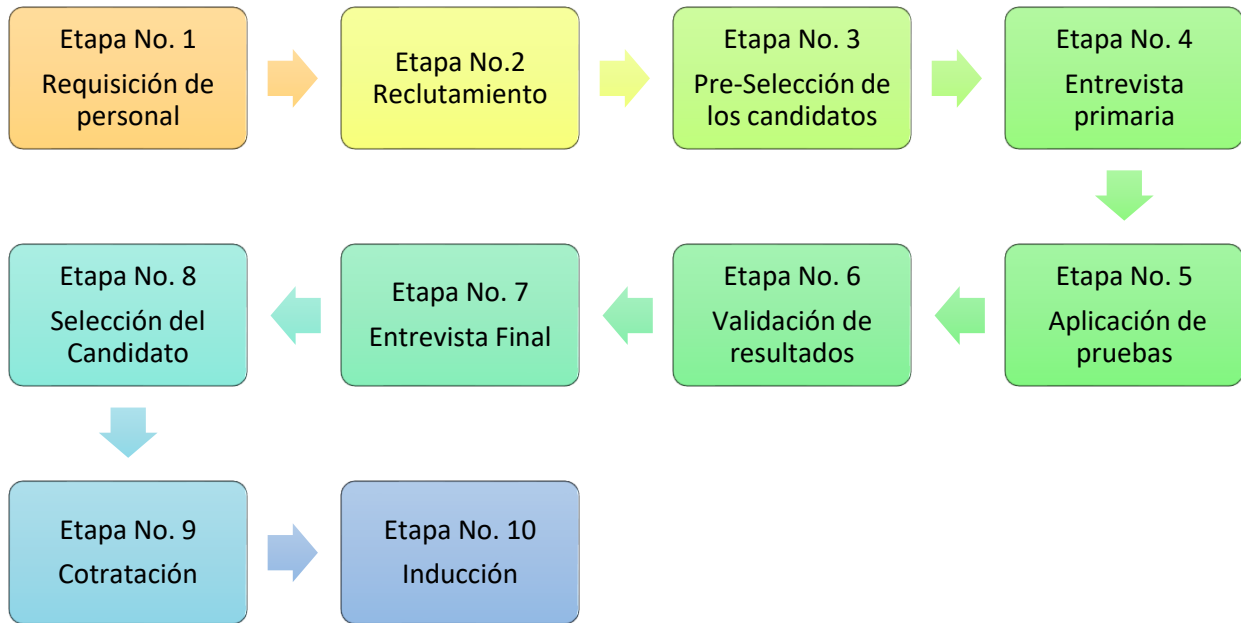 Etapa No. 1
Requisición de
personal
Etapa No.2
Reclutamiento
Etapa No. 3
Pre-Selección de
los candidatos
Etapa No. 4
Entrevista
primaria
Etapa No. 5
Aplicación de
pruebas
Etapa No. 6
Validación de
resultados
Etapa No. 7
Entrevista Final
Etapa No. 8
Selección del
Candidato
Etapa No. 9
Cotratación
Etapa No. 10
Inducción